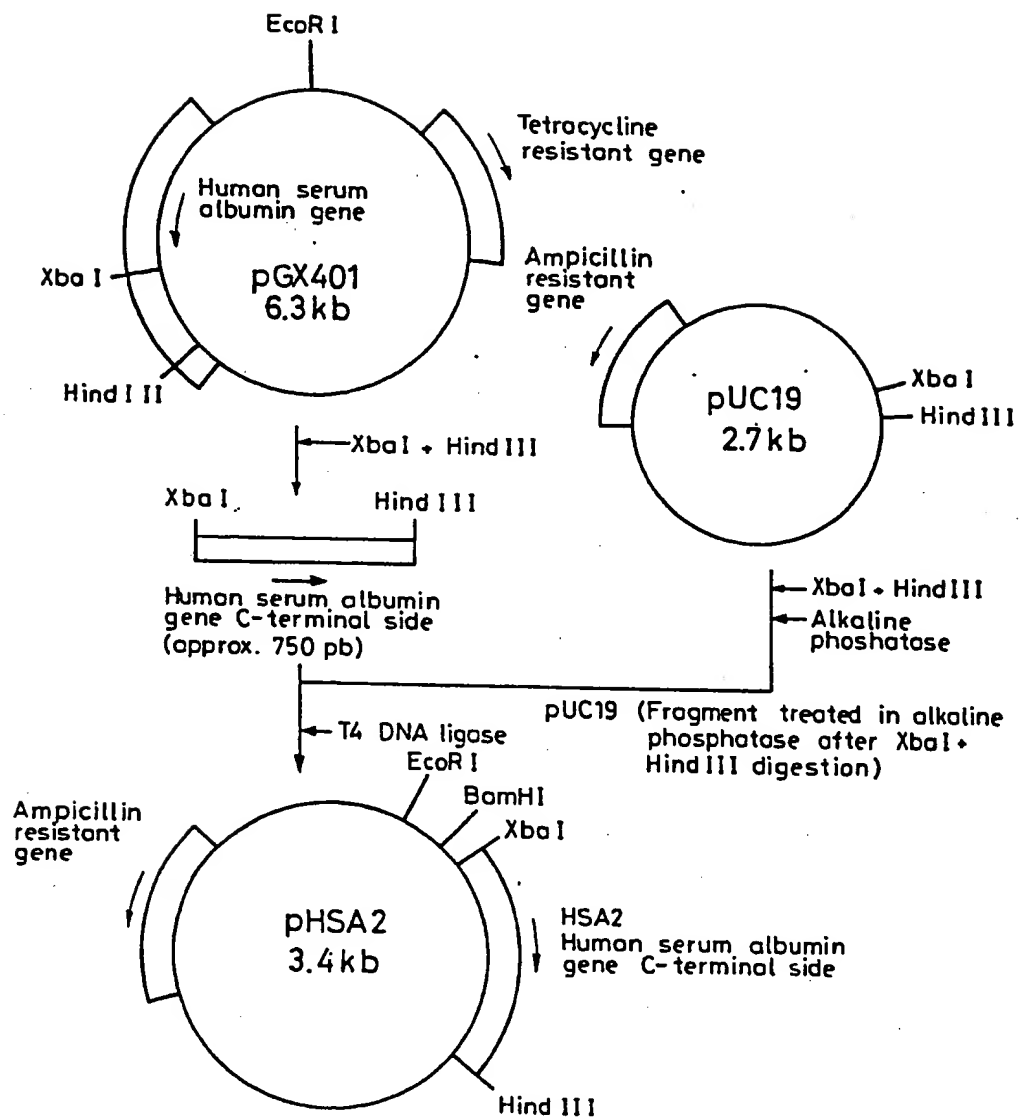 EcoR I
Tetracycline
resistant gene
Human serum
albumin gene
Xba I
pGX401
6.3kb
Hind I II
Ampicillin
resistant
gene
pUC19
2.7kb
Xba I
Hind III
XbaI + Hind III
Xba I
Hind III
Human serum albumin
gene C-terminal side
(approx. 750 pb)
XbaI + Hind III
Alkaline
phoshatase
pUC19 (Fragment treated in alkaline
phosphatase after XbaI +
Hind III digestion)
T4 DNA ligase
EcoR I
BamHI
Xba I
Ampicillin
resistant
gene
pHSA2
3.4kb
HSA2
Human serum albumin
gene C-terminal side
Hind III